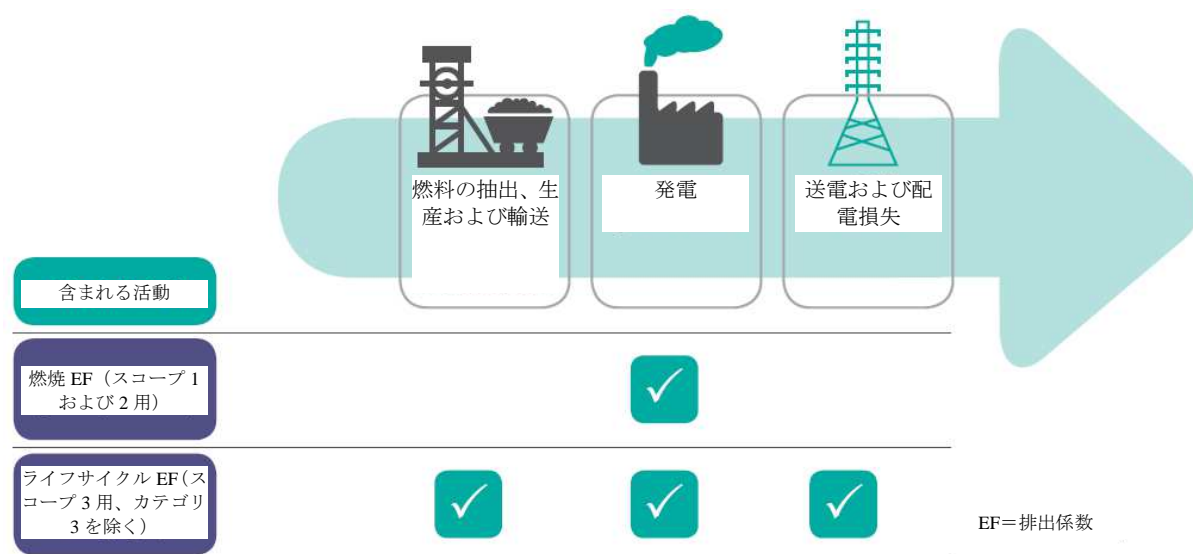 燃料の抽出、生
産および輸送
発電
送電および配
電損失
含まれる活動
燃焼 EF（スコープ 1
および 2 用）
ライフサイクル EF（ス
コープ 3 用、カテゴリ
3 を除く）
EF＝排出係数